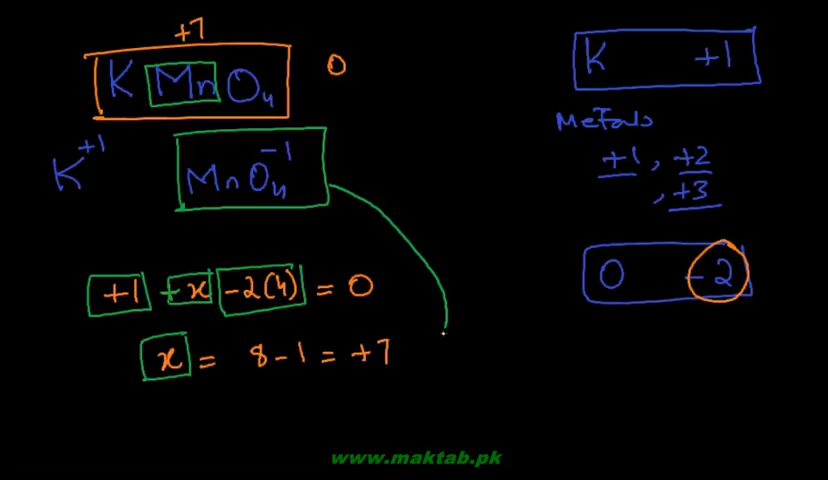 +7
K MnO₄ 0
K⁺¹ MnO₄⁻¹
+1 +x -2(4) = 0
x = 8 - 1 = +7
K +1
Metals
+1 , +2
, +3
O -2
www.maktab.pk